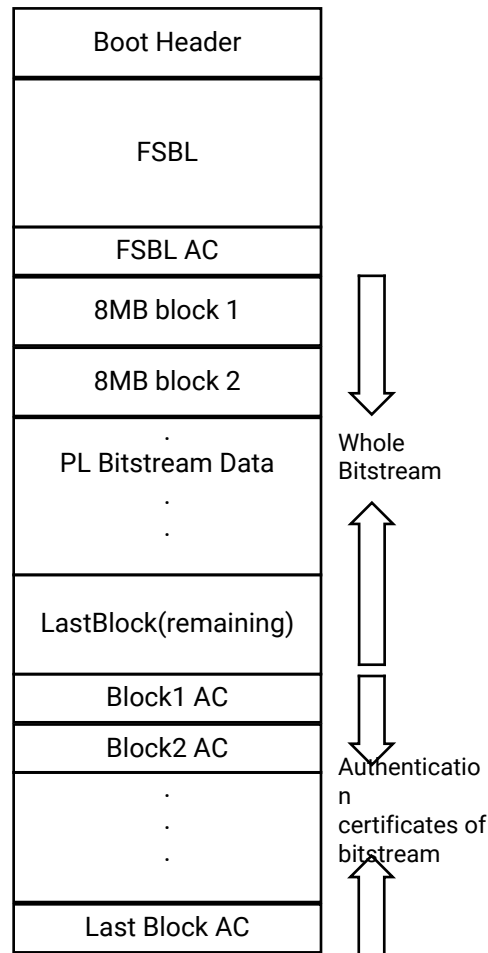 Boot Header
FSBL
FSBL AC
8MB block 1
8MB block 2
.
PL Bitstream Data
.
.
Whole
Bitstream
LastBlock(remaining)
Block1 AC
Block2 AC
.
.
.
Authenticatio
n
certificates of
bitstream
Last Block AC